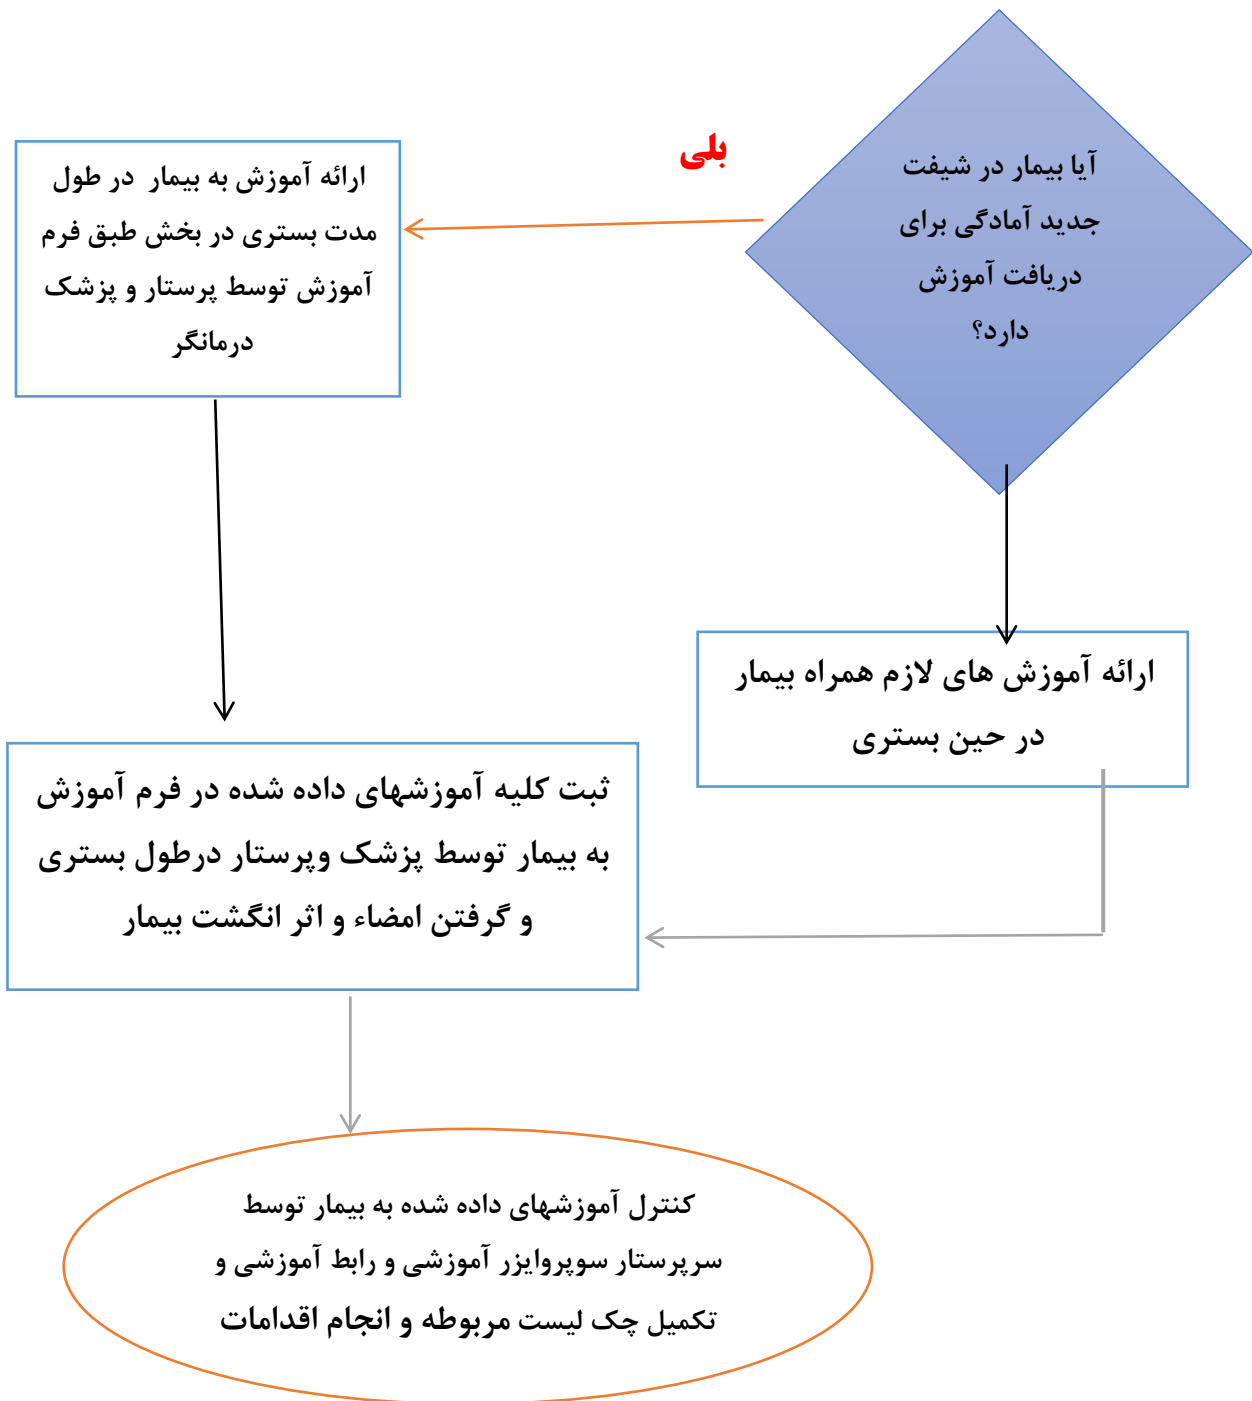 آیا بیمار در شیفت
جدید آمادگی برای
دریافت آموزش
دارد؟
بلی
ارائه آموزش به بیمار در طول
مدت بستری در بخش طبق فرم
آموزش توسط پرستار و پزشک
درمانگر
ارائه آموزش های لازم همراه بیمار
در حین بستری
ثبت کلیه آموزشهای داده شده در فرم آموزش
به بیمار توسط پزشک وپرستار درطول بستری
و گرفتن امضاء و اثر انگشت بیمار
کنترل آموزشهای داده شده به بیمار توسط
سرپرستار سوپروایزر آموزشی و رابط آموزشی و
تکمیل چک لیست مربوطه و انجام اقدامات